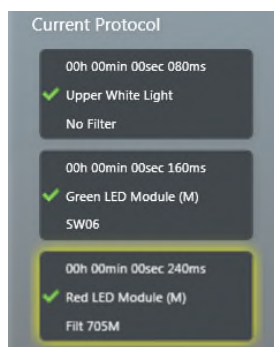 Current Protocol
00h 00min 00sec 080ms
Upper White Light
No Filter
00h 00min 00sec 160ms
Green LED Module (M)
SW06
00h 00min 00sec 240ms
Red LED Module (M)
Filt 705M